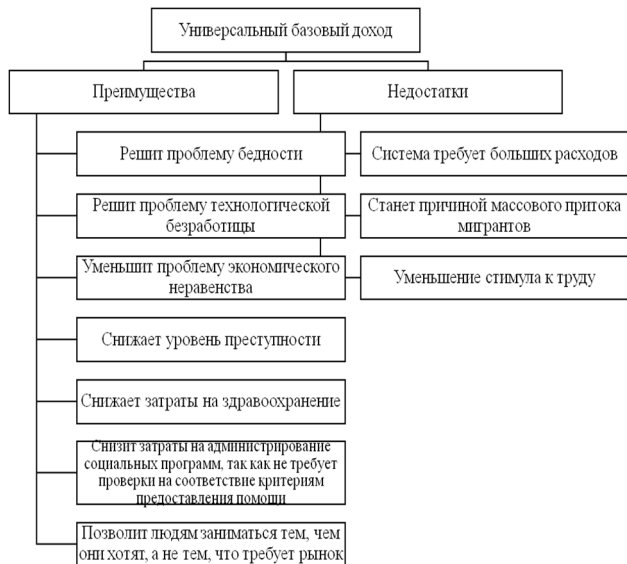 Универсальный базовый доход
Преимущества
Недостатки
Решит проблему бедности
Решит проблему технологической
безработицы
Уменьшит проблему экономического
неравенства
Снижает уровень преступности
Снижает затраты на здравоохранение
Снизит затраты на администрирование
социальных программ, так как не требует
проверки на соответствие критериям
предоставления помощи
Позволит людям заниматься тем, чем
они хотят, а не тем, что требует рынок
Система требует больших расходов
Станет причиной массового притока
мигрантов
Уменьшение стимула к труду